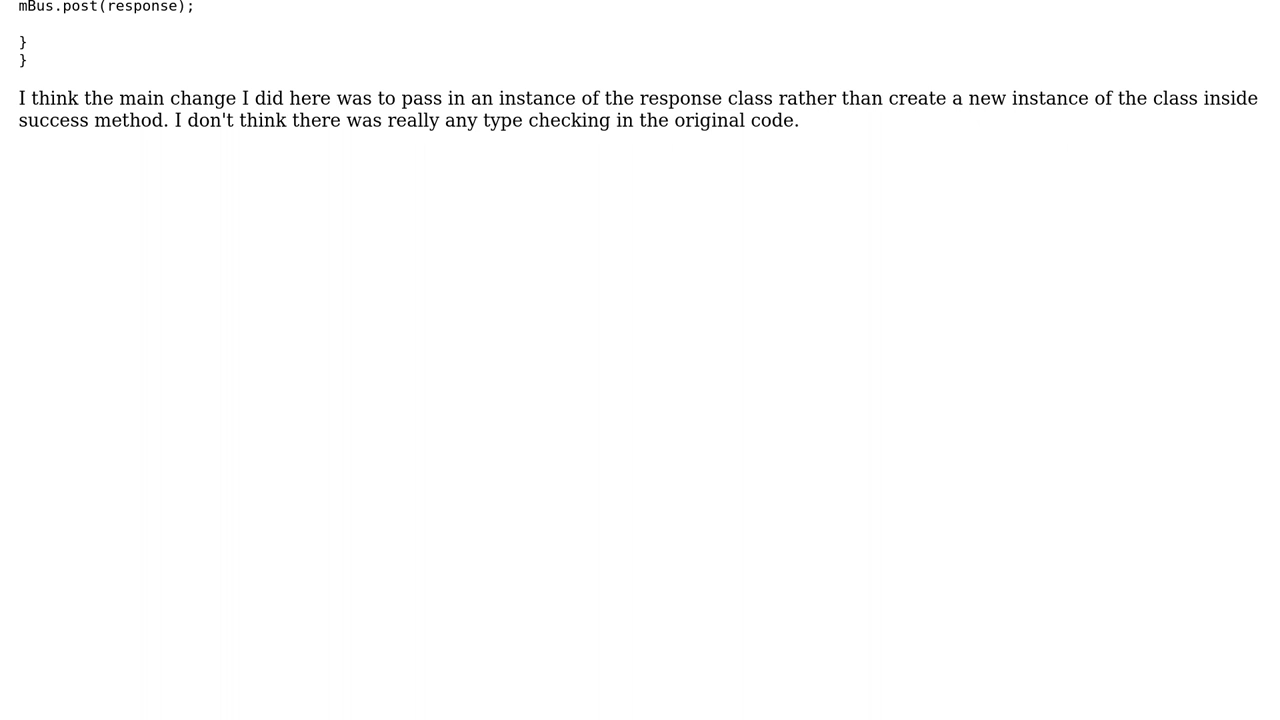 mBus.post(response);
}
}
I think the main change I did here was to pass in an instance of the response class rather than create a new instance of the class inside
success method. I don't think there was really any type checking in the original code.